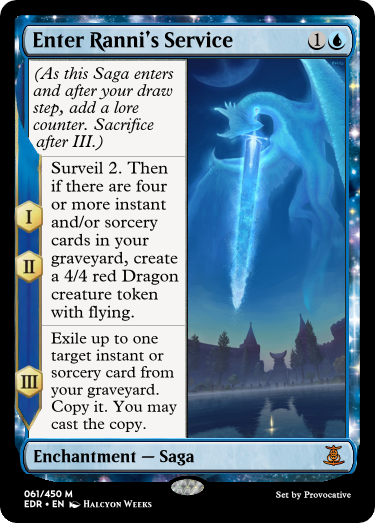 Enter Ranni's Service 1
(As this Saga enters
and after your draw
step, add a lore
counter. Sacrifice
after III.)
I
II
Surveil 2. Then
if there are four
or more instant
and/or sorcery
cards in your
graveyard, create
a 4/4 red Dragon
creature token
with flying.
III
Exile up to one
target instant or
sorcery card from
your graveyard.
Copy it. You may
cast the copy.
Enchantment — Saga
061/450 M
EDR • EN Halcyon Weeks
Set by Provocative